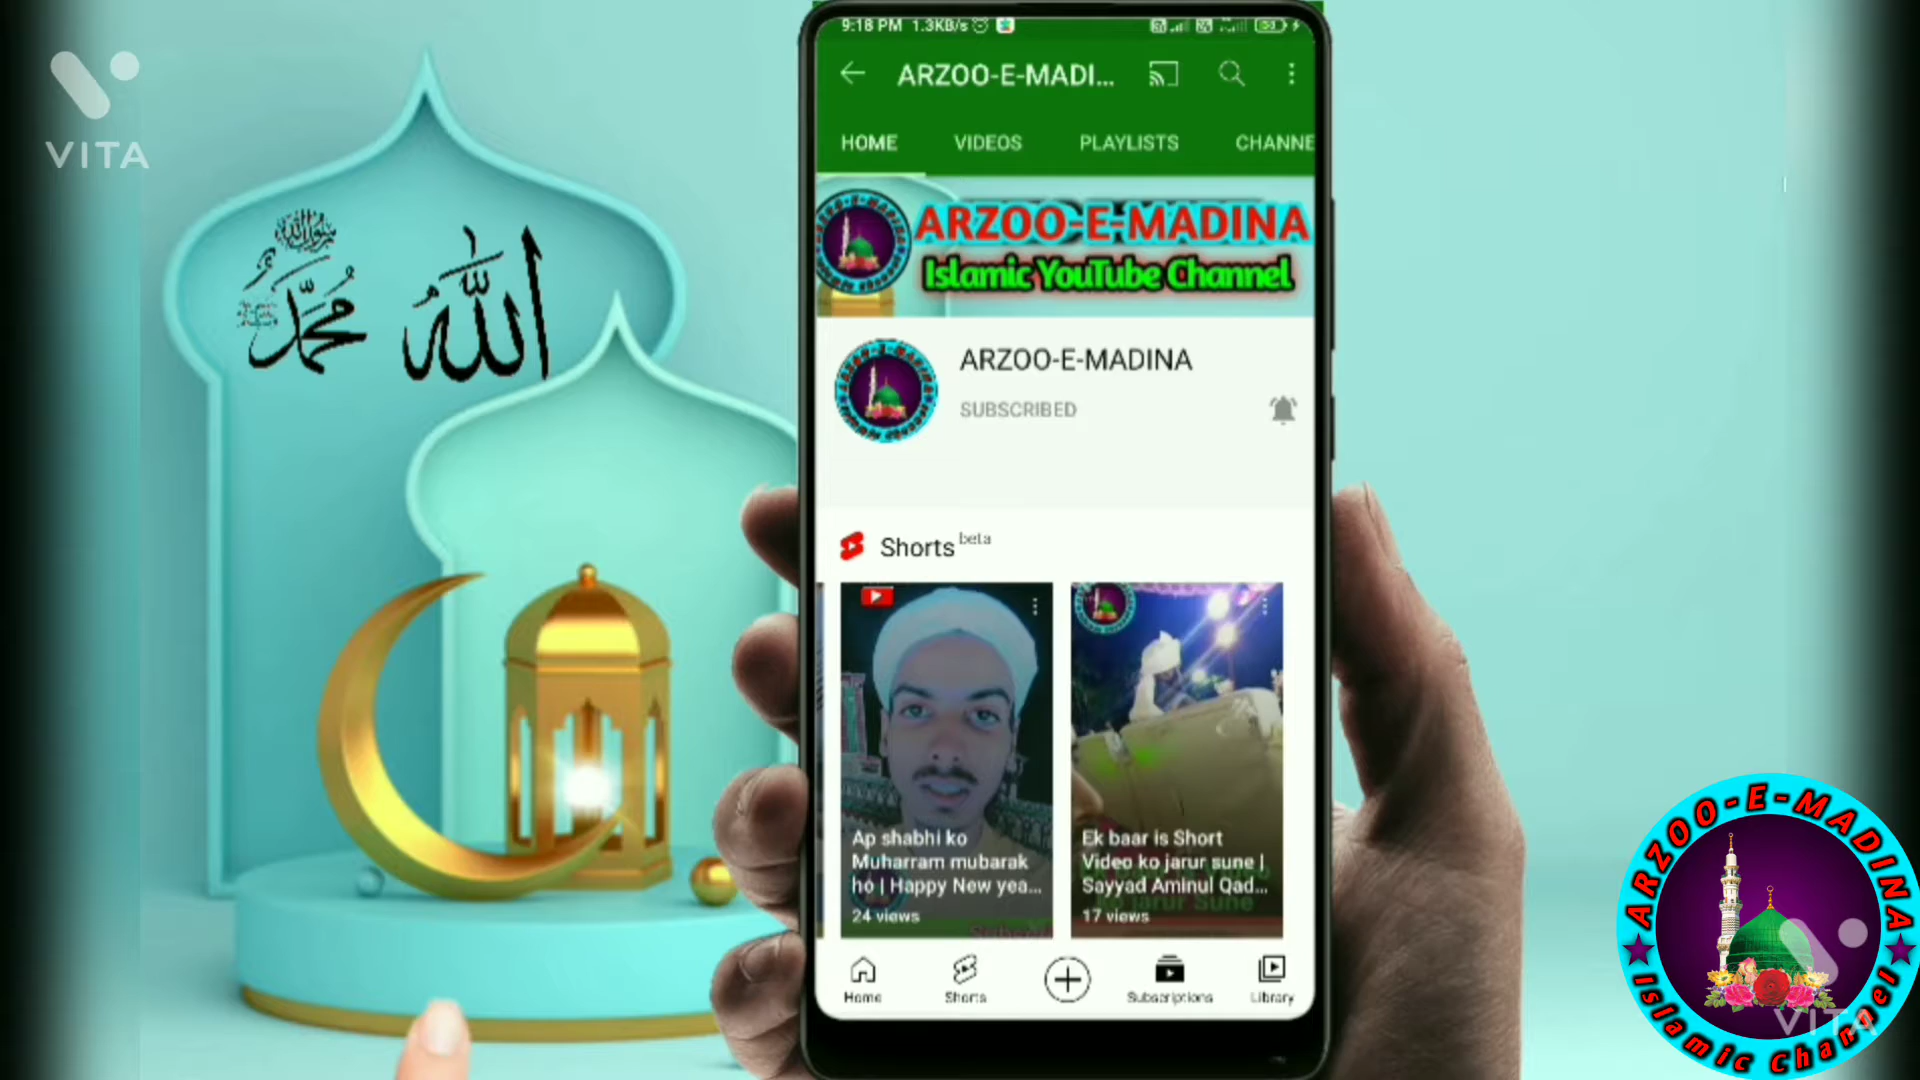 VITA
محمد
الله
9:18 PM 1.3KB/s
ARZOO-E-MADI...
HOME VIDEOS PLAYLISTS CHANNE
ARZOO-E-MADINA
Islamic YouTube Channel
ARZOO-E-MADINA
SUBSCRIBED
Shorts beta
Ap shabhi ko
Muharram mubarak
ho | Happy New yea...
24 views
Ek baar is Short
Video ko jarur sune |
Sayyad Aminul Qad...
17 views
Home Shorts Subscriptions Library
ARZOO-E-MADINA
Islamic Channel
VITA